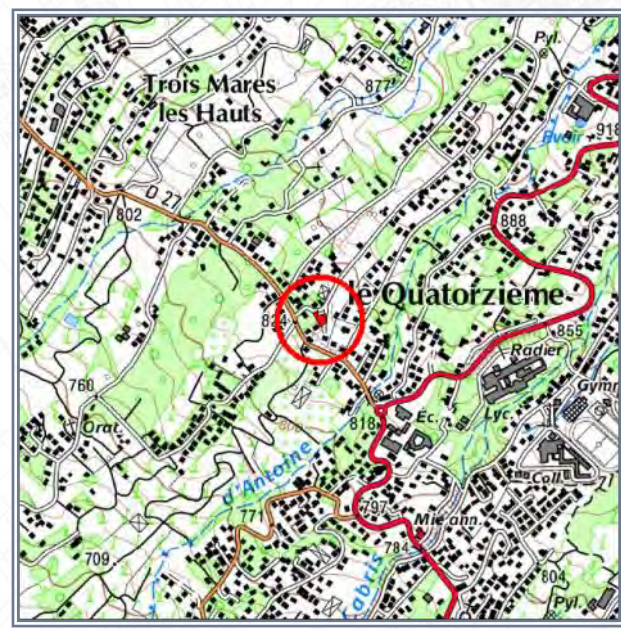 Pyl.
877
Trois Mares
les Hauts
918
D 27
802
888
le Quatorzième
824
855
Radier
760
Gymn
Orat.
818
Éc.
Lyc.
Coll
d'Antoine
771
797
Mie ann.
784
709.
Cabris
804
Pyl.